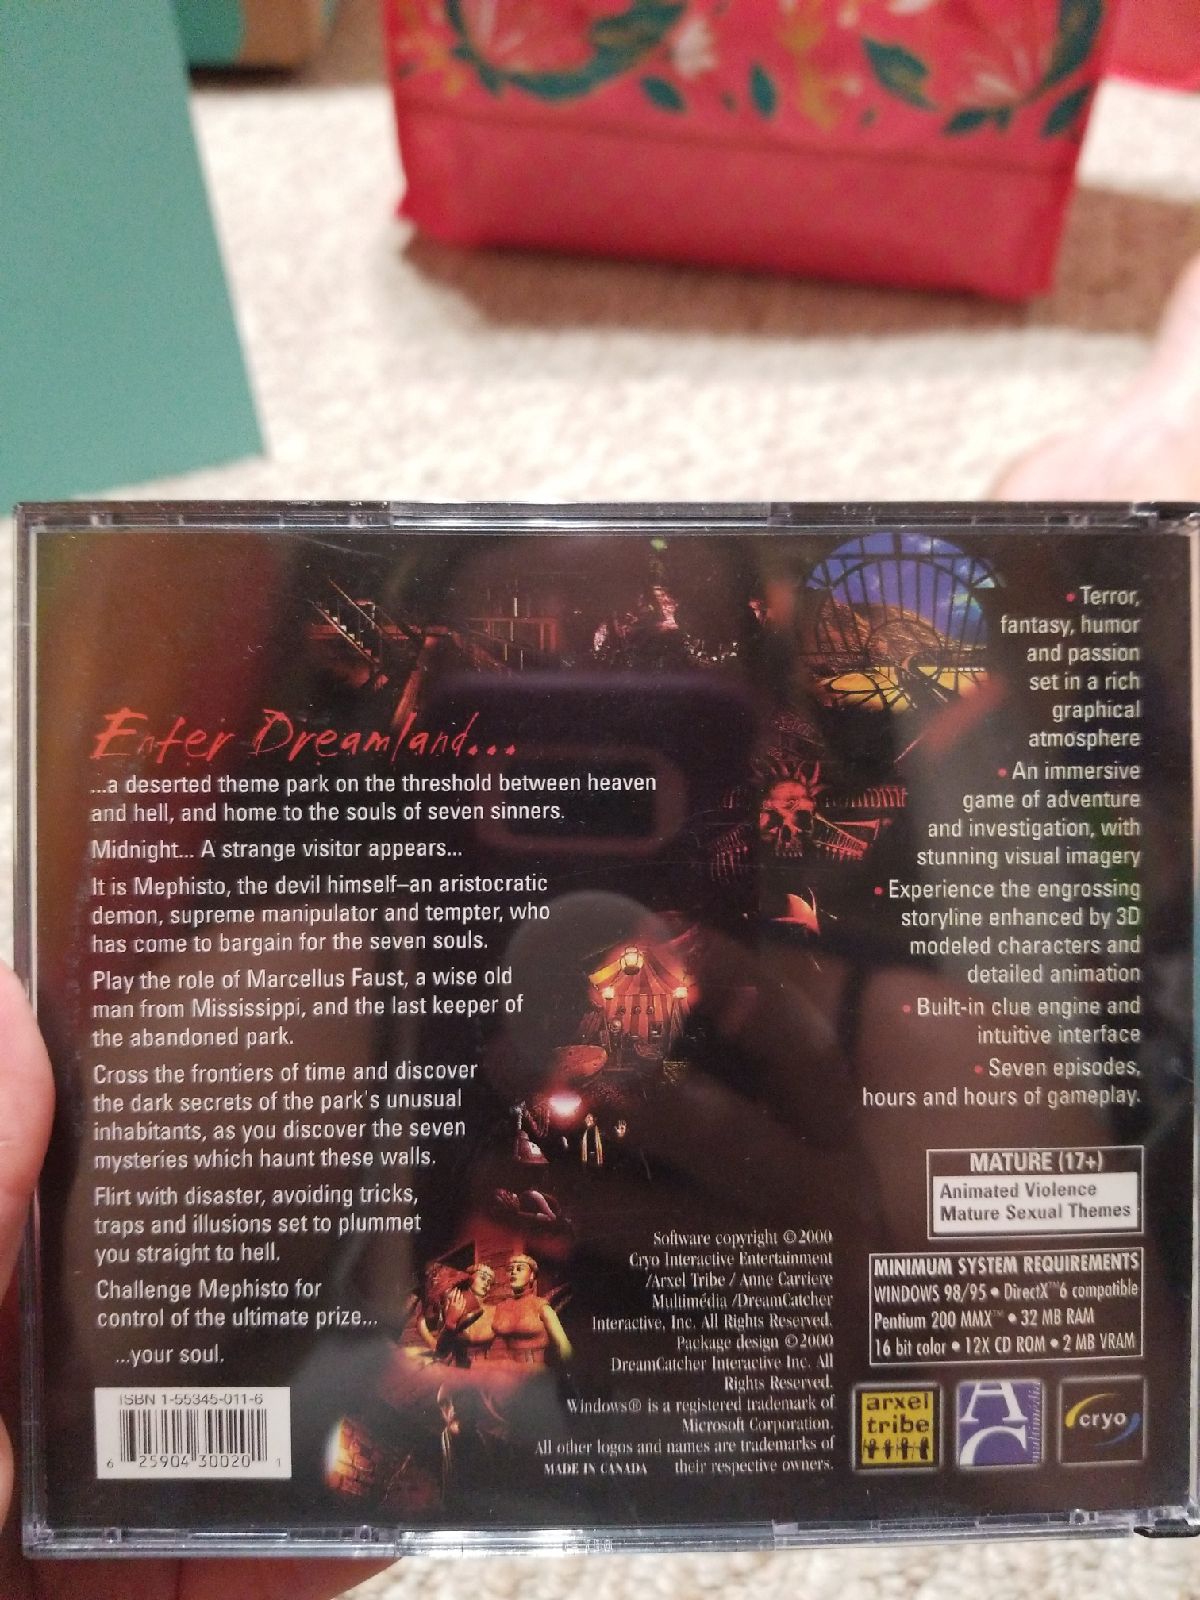 Enter Dreamland...
...a deserted theme park on the threshold between heaven
and hell, and home to the souls of seven sinners.
Midnight... A strange visitor appears...
It is Mephisto, the devil himself–an aristocratic
demon, supreme manipulator and tempter, who
has come to bargain for the seven souls.
Play the role of Marcellus Faust, a wise old
man from Mississippi, and the last keeper of
the abandoned park.
Cross the frontiers of time and discover
the dark secrets of the park's unusual
inhabitants, as you discover the seven
mysteries which haunt these walls.
Flirt with disaster, avoiding tricks,
traps and illusions set to plummet
you straight to hell.
Challenge Mephisto for
control of the ultimate prize...
...your soul.
ISBN 1-55345-011-6
6 25904 30020 1
• Terror,
fantasy, humor
and passion
set in a rich
graphical
atmosphere
• An immersive
game of adventure
and investigation, with
stunning visual imagery
• Experience the engrossing
storyline enhanced by 3D
modeled characters and
detailed animation
• Built-in clue engine and
intuitive interface
• Seven episodes,
hours and hours of gameplay.
MATURE (17+)
Animated Violence
Mature Sexual Themes
MINIMUM SYSTEM REQUIREMENTS
WINDOWS 98/95 • DirectX™6 compatible
Pentium 200 MMX™ • 32 MB RAM
16 bit color • 12X CD ROM • 2 MB VRAM
Software copyright ©2000
Cryo Interactive Entertainment
/Arxel Tribe / Anne Carriere
Multimédia /DreamCatcher
Interactive, Inc. All Rights Reserved.
Package design ©2000
DreamCatcher Interactive Inc. All
Rights Reserved.
Windows® is a registered trademark of
Microsoft Corporation.
All other logos and names are trademarks of
MADE IN CANADA their respective owners.
arxel
tribe
AC
multimédia
cryo